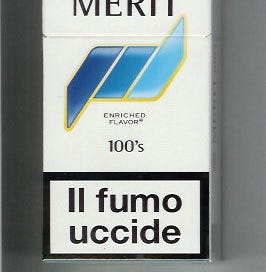 MERIT
ENRICHED
FLAVOR®
100's
Il fumo
uccide